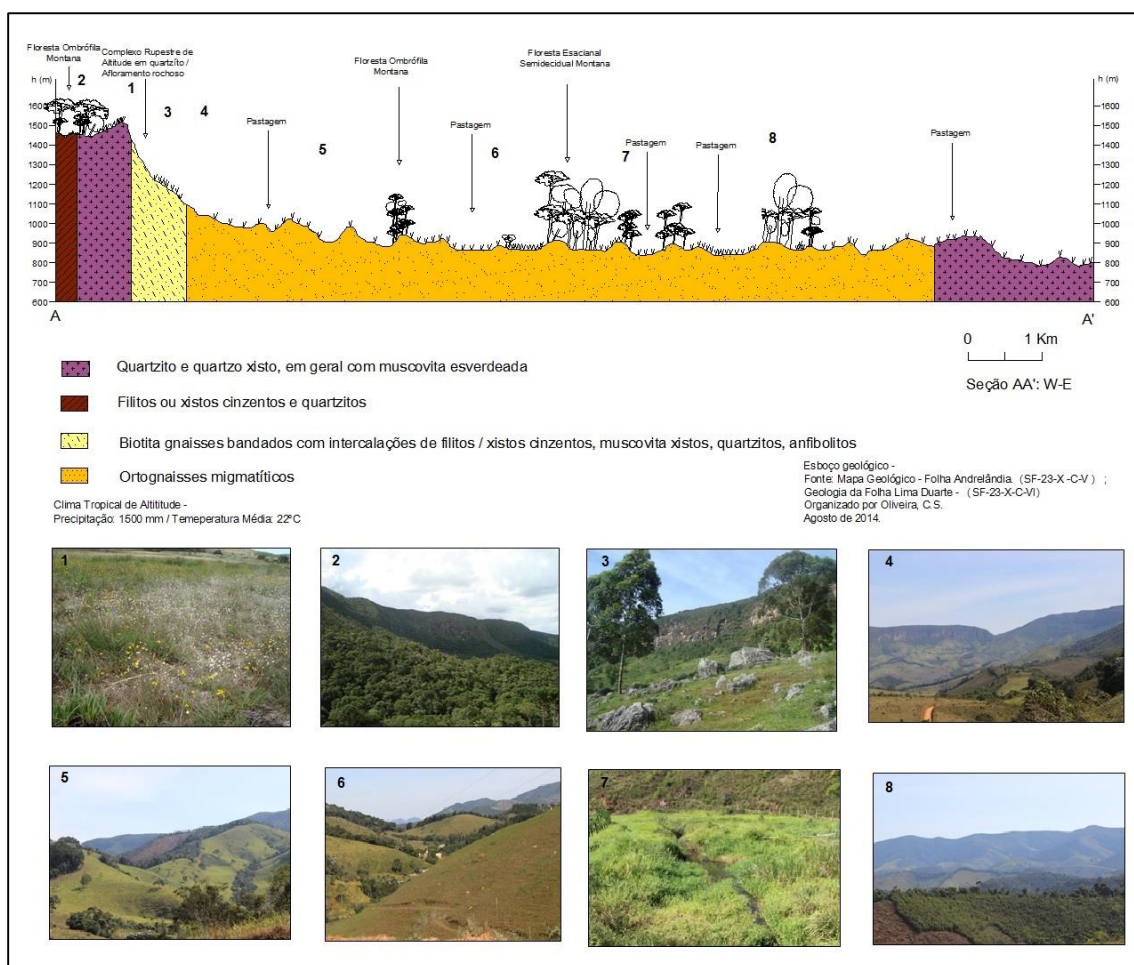 Floresta Ombrófila
Montana
2
Complexo Rupestre de
Altitude em quartzíto /
Afloramento rochoso
1
3
4
Pastagem
5
Floresta Ombrófila
Montana
Pastagem
6
Floresta Esacianal
Semidecidual Montana
7
Pastagem
Pastagem
8
Pastagem
h (m)
1600
1500
1400
1300
1200
1100
1000
900
800
700
600
A
h (m)
1600
1500
1400
1300
1200
1100
1000
900
800
700
600
A'
0 1 Km
Seção AA': W-E
Quartzito e quartzo xisto, em geral com muscovita esverdeada
Filitos ou xistos cinzentos e quartzitos
Biotita gnaisses bandados com intercalações de filitos / xistos cinzentos, muscovita xistos, quartzitos, anfibolitos
Ortognaisses migmatíticos
Clima Tropical de Altititude -
Precipitação: 1500 mm / Temeperatura Média: 22ºC
Esboço geológico -
Fonte: Mapa Geológico - Folha Andrelândia (SF-23-X -C-V ) ;
Geologia da Folha Lima Duarte - (SF-23-X-C-VI)
Organizado por Oliveira, C.S.
Agosto de 2014.
1
2
3
4
5
6
7
8